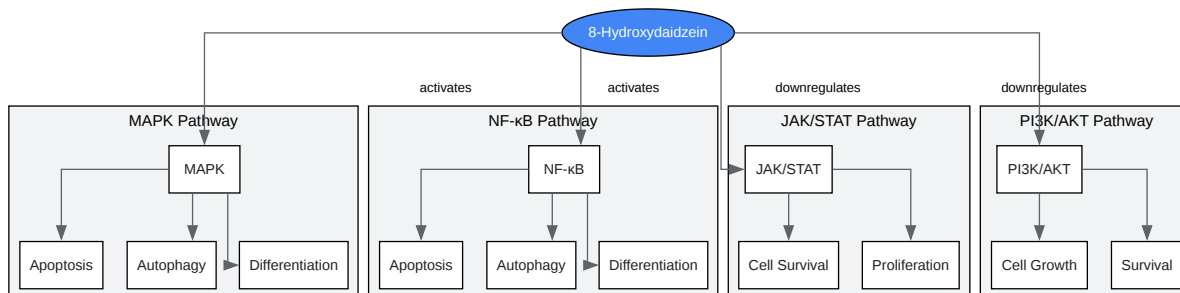 8-Hydroxydaidzein
activates
activates
downregulates
downregulates
MAPK Pathway
NF-κB Pathway
JAK/STAT Pathway
PI3K/AKT Pathway
MAPK
NF-κB
JAK/STAT
PI3K/AKT
Apoptosis
Autophagy
Differentiation
Apoptosis
Autophagy
Differentiation
Cell Survival
Proliferation
Cell Growth
Survival